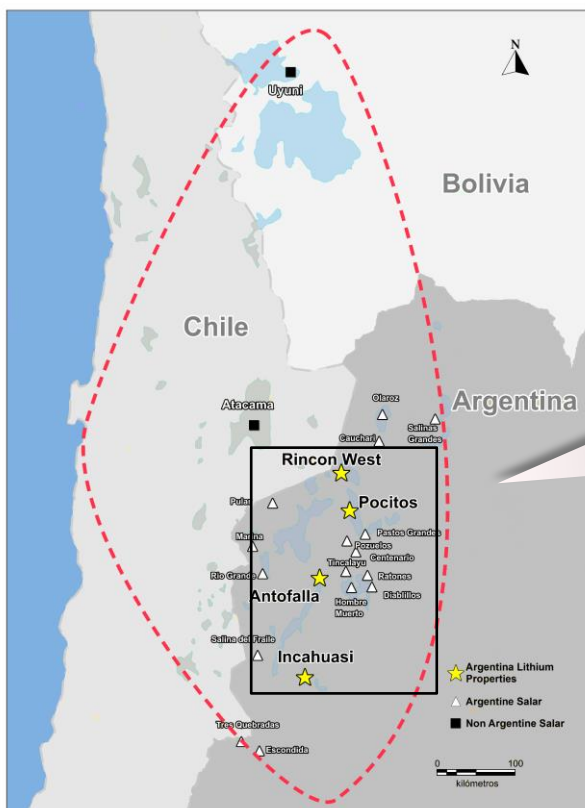 N
Uyuni
Bolivia
Chile
Argentina
Atacama
Olaroz
Salinas
Grandes
Cauchari
Rincon West
Pular
Pocitos
Pastos Grandes
Pozuelos
Marina
Centenario
Tincalayu
Rio Grande
Ratones
Antofalla
Diablillos
Hombre
Muerto
Salina del Fraile
Incahuasi
Tres Quebradas
Escondida
Argentina Lithium
Properties
Argentine Salar
Non Argentine Salar
0 100
kilómetros